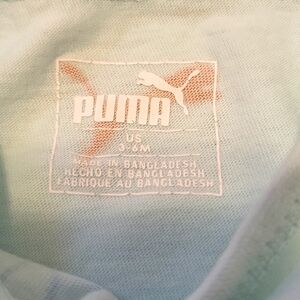 PUMA
US
3-6M
MADE IN BANGLADESH
HECHO EN BANGLADESH
FABRIQUE AU BANGLADESH